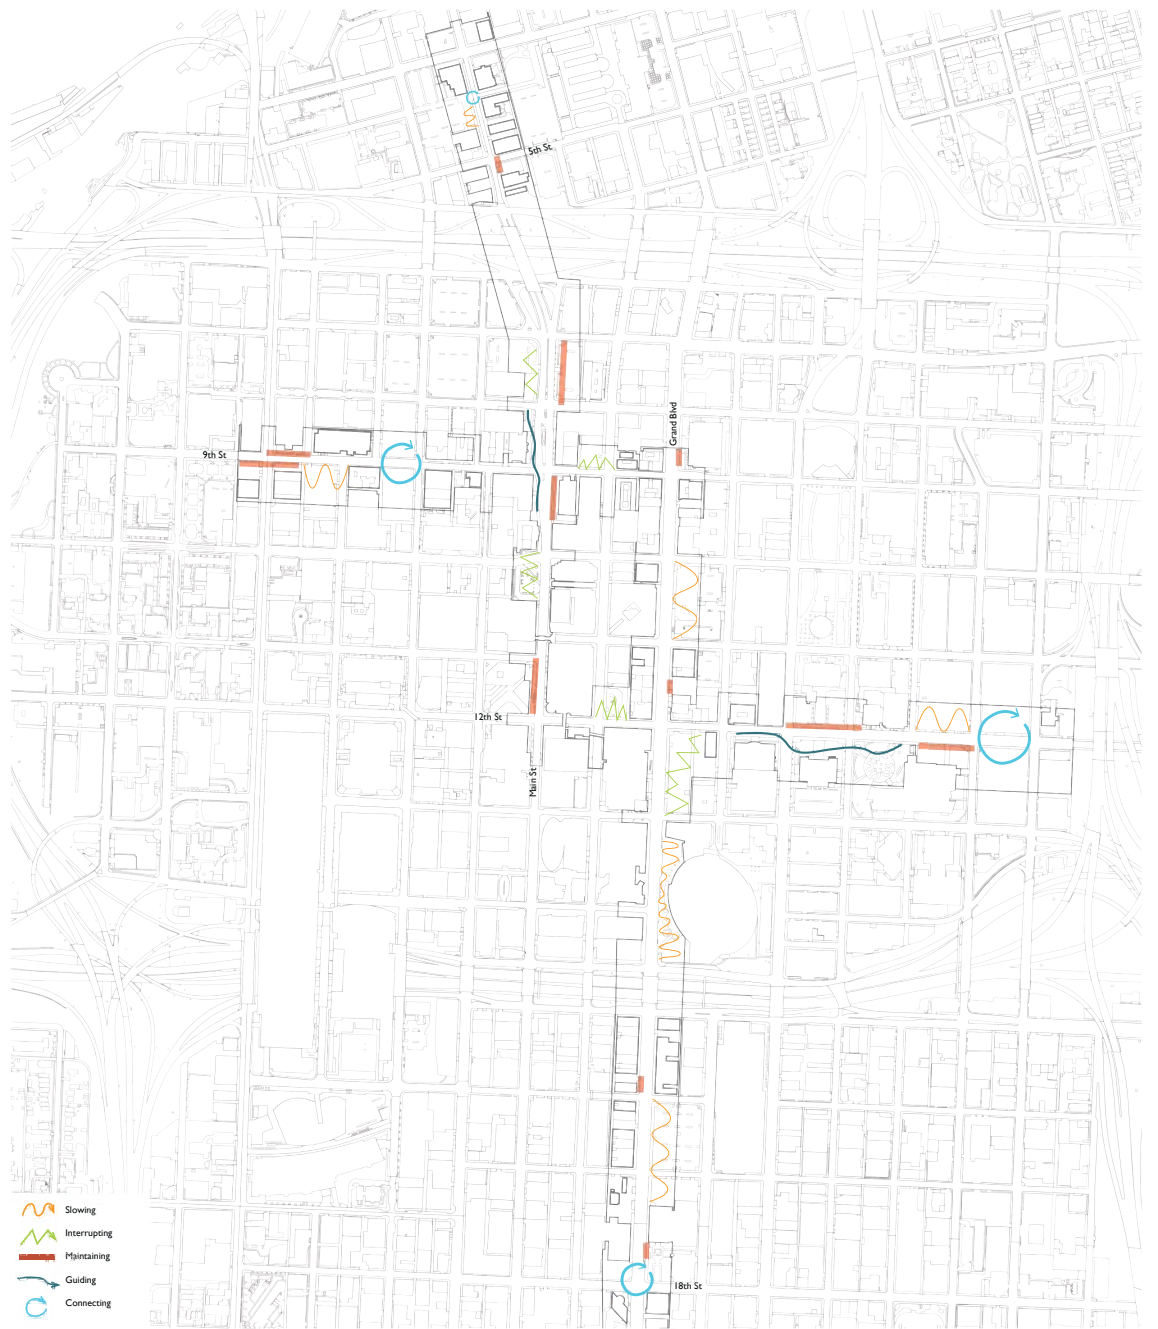 5th St
Grand Blvd
9th St
12th St
Main St
18th St
Slowing
Interrupting
Maintaining
Guiding
Connecting